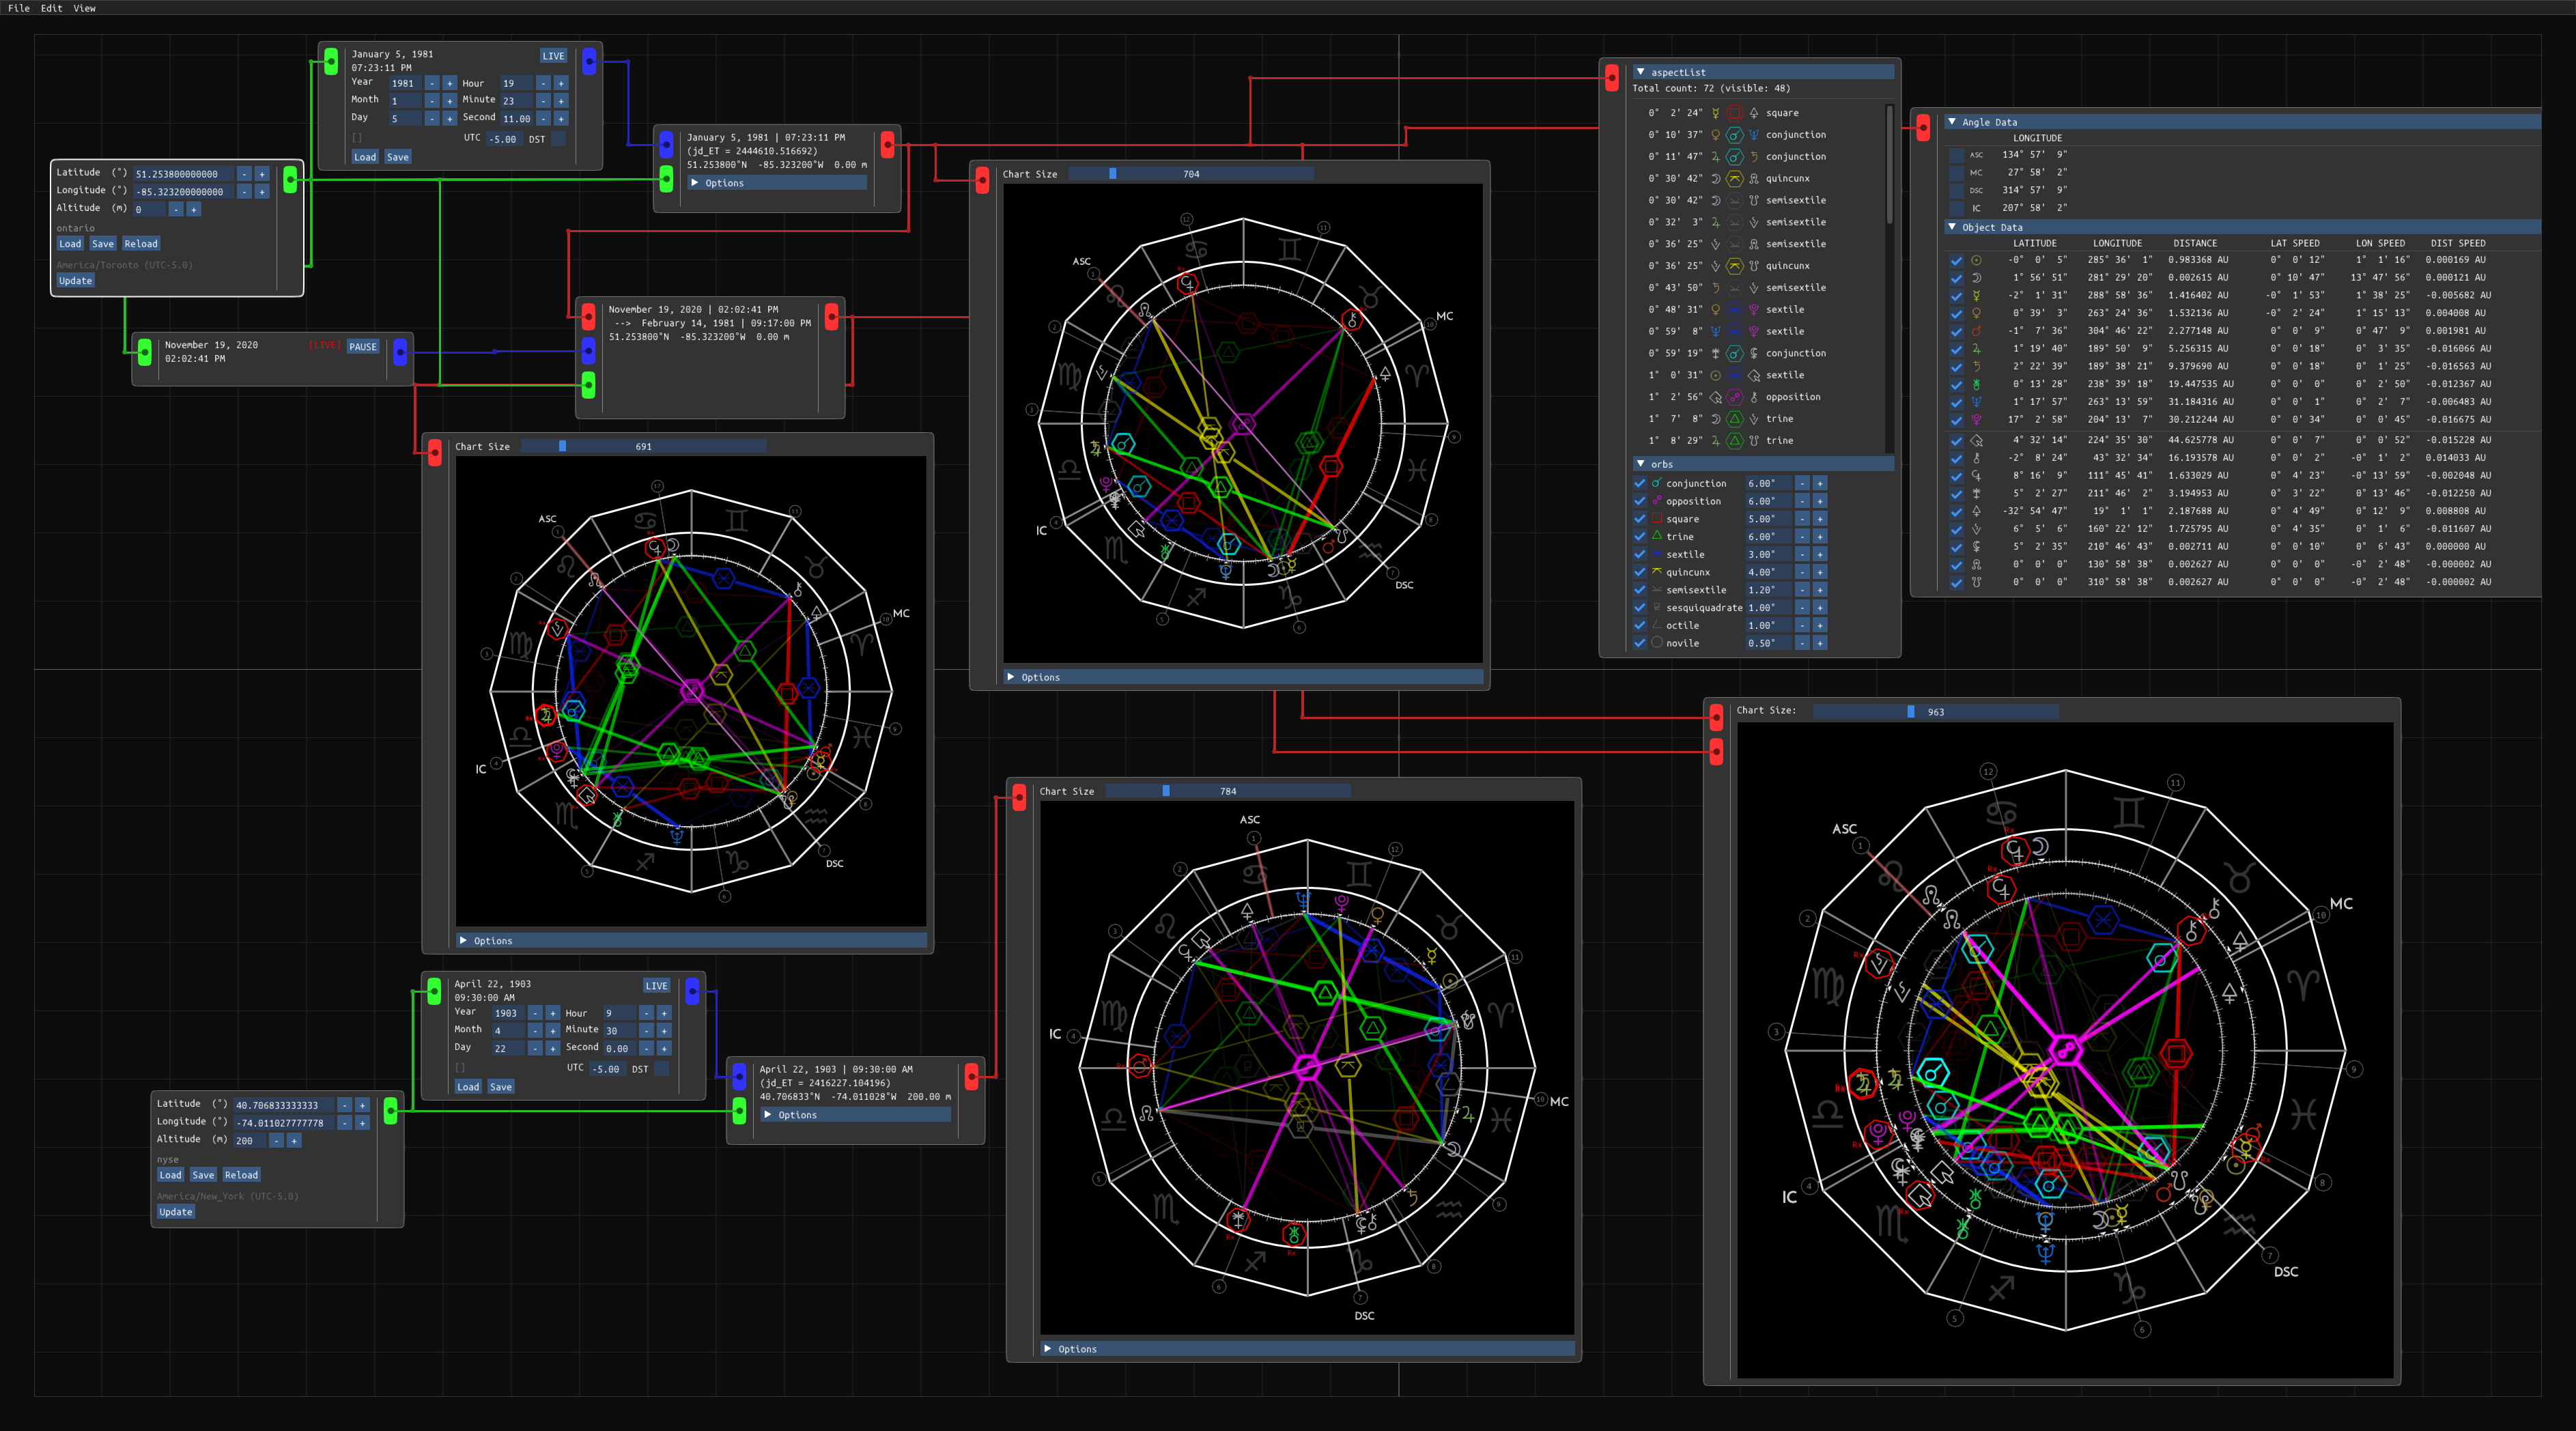 File Edit View
January 5, 1981 LIVE
07:23:11 PM
Year 1981 - + Hour 19 - +
Month 1 - + Minute 23 - +
Day 5 - + Second 11.00 - +
[] UTC -5.00 DST
Load Save
Latitude (°) 51.253800000000 - +
Longitude (°) -85.323200000000 - +
Altitude (m) 0 - +
ontario
Load Save Reload
America/Toronto (UTC-5.0)
Update
January 5, 1981 | 07:23:11 PM
(jd_ET = 2444610.516692)
51.253800°N -85.323200°W 0.00 m
Options
November 19, 2020 [LIVE] PAUSE
02:02:41 PM
November 19, 2020 | 02:02:41 PM
--> February 14, 1981 | 09:17:00 PM
51.253800°N -85.323200°W 0.00 m
Chart Size 704
ASC
MC
IC
DSC
Options
aspectList
Total count: 72 (visible: 48)
0° 2' 24" square
0° 10' 37" conjunction
0° 11' 47" conjunction
0° 30' 42" quincunx
0° 30' 42" semisextile
0° 32' 3" semisextile
0° 36' 25" semisextile
0° 36' 25" quincunx
0° 43' 50" semisextile
0° 48' 31" sextile
0° 59' 8" sextile
0° 59' 19" conjunction
1° 0' 31" sextile
1° 2' 56" opposition
1° 7' 8" trine
1° 8' 29" trine
orbs
conjunction 6.00° - +
opposition 6.00° - +
square 5.00° - +
trine 6.00° - +
sextile 3.00° - +
quincunx 4.00° - +
semisextile 1.20° - +
sesquiquadrate 1.00° - +
octile 1.00° - +
novile 0.50° - +
Angle Data
LONGITUDE
ASC 134° 57' 9"
MC 27° 58' 2"
DSC 314° 57' 9"
IC 207° 58' 2"
Object Data
LATITUDE LONGITUDE DISTANCE LAT SPEED LON SPEED DIST SPEED
-0° 0' 5" 285° 36' 1" 0.983368 AU 0° 0' 12" 1° 1' 16" 0.000169 AU
1° 56' 51" 281° 29' 20" 0.002615 AU 0° 10' 47" 13° 47' 56" 0.000121 AU
-2° 1' 31" 288° 58' 36" 1.416402 AU -0° 1' 53" 1° 38' 25" -0.005682 AU
0° 39' 3" 263° 24' 36" 1.532136 AU -0° 2' 24" 1° 15' 13" 0.004008 AU
-1° 7' 36" 304° 46' 22" 2.277148 AU 0° 0' 9" 0° 47' 9" 0.001981 AU
1° 19' 40" 189° 50' 9" 5.256315 AU 0° 0' 18" 0° 3' 35" -0.016066 AU
2° 22' 39" 189° 38' 21" 9.379690 AU 0° 0' 18" 0° 1' 25" -0.016563 AU
0° 13' 28" 238° 39' 18" 19.447535 AU 0° 0' 0" 0° 2' 50" -0.012367 AU
1° 17' 57" 263° 13' 59" 31.184316 AU 0° 0' 1" 0° 2' 7" -0.006483 AU
17° 2' 58" 204° 13' 7" 30.212244 AU 0° 0' 34" 0° 0' 45" -0.016675 AU
4° 32' 14" 224° 35' 30" 44.625778 AU 0° 0' 7" 0° 0' 52" -0.015228 AU
-2° 8' 24" 43° 32' 34" 16.193578 AU 0° 0' 2" -0° 1' 2" 0.014033 AU
8° 16' 9" 111° 45' 41" 1.633029 AU 0° 4' 23" -0° 13' 59" -0.002048 AU
5° 2' 27" 211° 46' 2" 3.194953 AU 0° 3' 22" 0° 13' 46" -0.012250 AU
-32° 54' 47" 19° 1' 1" 2.187688 AU 0° 4' 49" 0° 12' 9" 0.008808 AU
6° 5' 6" 160° 22' 12" 1.725795 AU 0° 4' 35" 0° 1' 6" -0.011607 AU
5° 2' 35" 210° 46' 43" 0.002711 AU 0° 0' 10" 0° 6' 43" 0.000000 AU
0° 0' 0" 130° 58' 38" 0.002627 AU 0° 0' 0" -0° 2' 48" -0.000002 AU
0° 0' 0" 310° 58' 38" 0.002627 AU 0° 0' 0" -0° 2' 48" -0.000002 AU
Chart Size 691
ASC
MC
IC
DSC
Options
Chart Size: 963
ASC
MC
IC
DSC
Chart Size 784
ASC
IC
MC
DSC
Options
April 22, 1903 LIVE
09:30:00 AM
Year 1903 - + Hour 9 - +
Month 4 - + Minute 30 - +
Day 22 - + Second 0.00 - +
[] UTC -5.00 DST
Load Save
April 22, 1903 | 09:30:00 AM
(jd_ET = 2416227.104196)
40.706833°N -74.011028°W 200.00 m
Options
Latitude (°) 40.706833333333 - +
Longitude (°) -74.011027777778 - +
Altitude (m) 200 - +
nyse
Load Save Reload
America/New_York (UTC-5.0)
Update